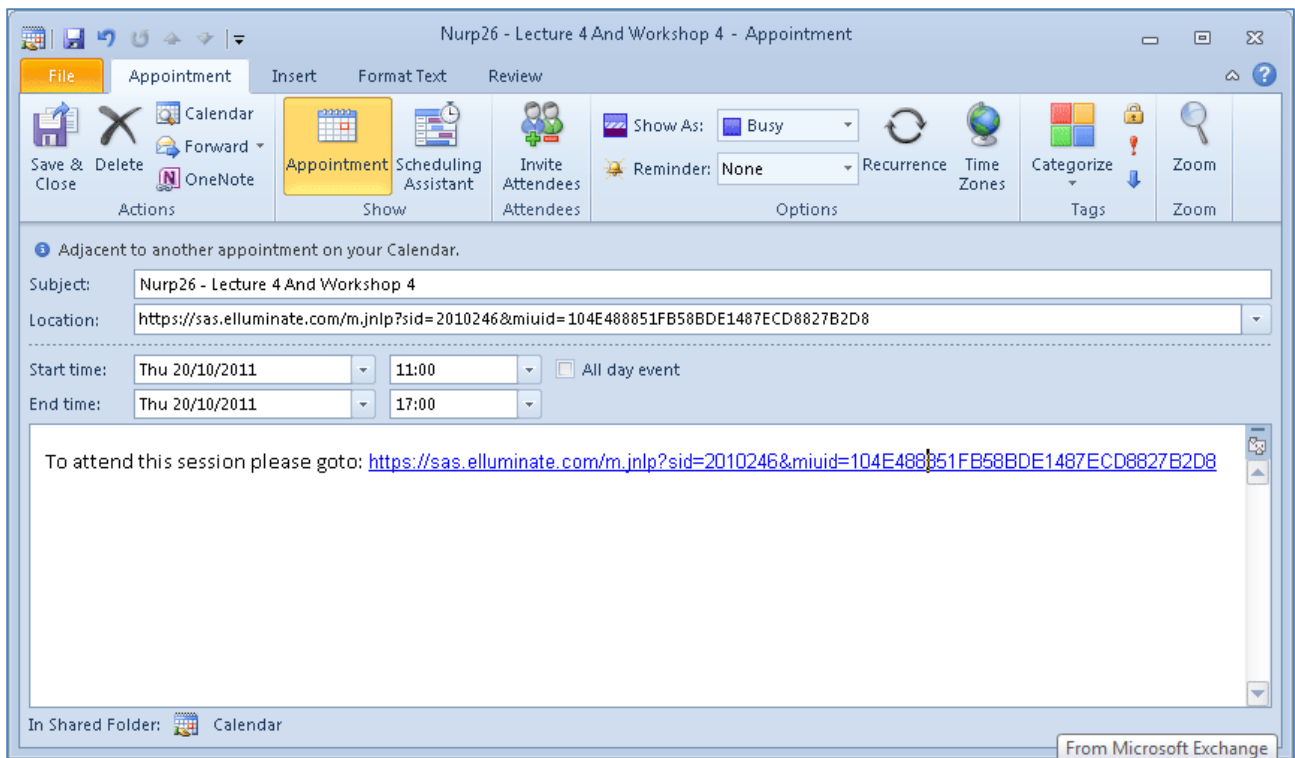 Nurp26 - Lecture 4 And Workshop 4 - Appointment
File Appointment Insert Format Text Review
Save & Close Delete Calendar Forward OneNote
Actions
Appointment Scheduling Assistant
Show
Invite Attendees
Attendees
Show As: Busy
Reminder: None
Recurrence Time Zones
Options
Categorize
Tags
Zoom
Zoom
Adjacent to another appointment on your Calendar.
Subject: Nurp26 - Lecture 4 And Workshop 4
Location: https://sas.elluminate.com/m.jnlp?sid=2010246&miuid=104E488851FB58BDE1487ECD8827B2D8
Start time: Thu 20/10/2011 11:00 All day event
End time: Thu 20/10/2011 17:00
To attend this session please goto: https://sas.elluminate.com/m.jnlp?sid=2010246&miuid=104E488851FB58BDE1487ECD8827B2D8
In Shared Folder: Calendar
From Microsoft Exchange